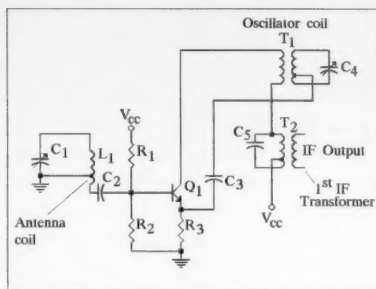 Oscillator coil
T1
C4
Vcc
C5
T2
C1
L1
R1
IF Output
C2
Q1
C3
1st IF
Transformer
R2
R3
Vcc
Antenna
coil